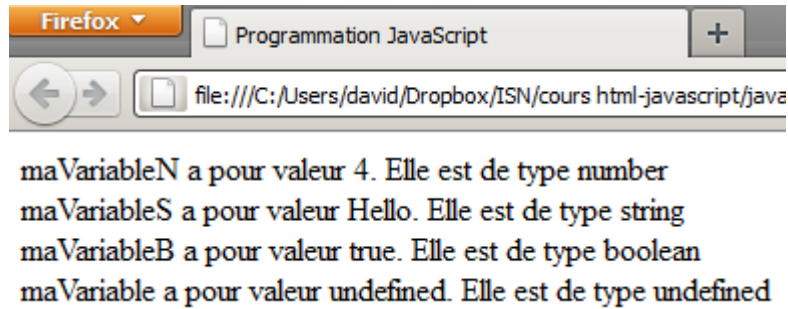 Firefox
Programmation JavaScript
+
file:///C:/Users/david/Dropbox/ISN/cours html-javascript/java
maVariableN a pour valeur 4. Elle est de type number
maVariableS a pour valeur Hello. Elle est de type string
maVariableB a pour valeur true. Elle est de type boolean
maVariable a pour valeur undefined. Elle est de type undefined